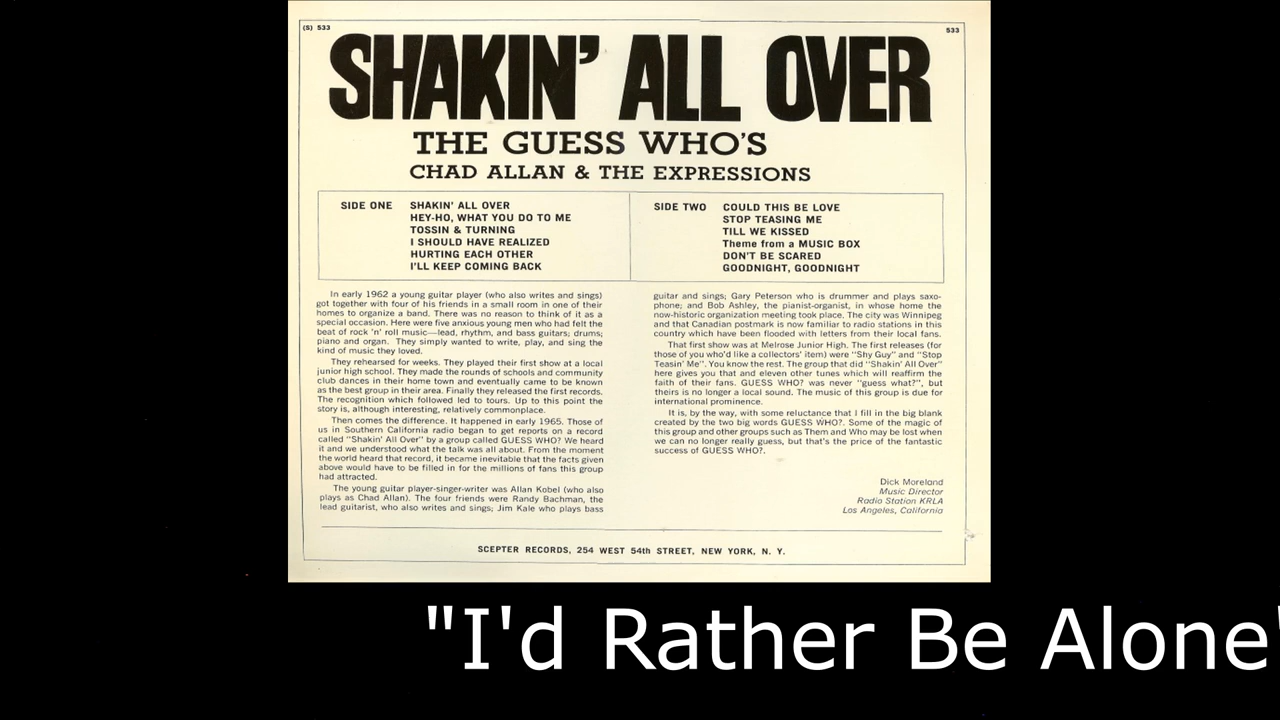 (S) 533
533
SHAKIN' ALL OVER
THE GUESS WHO'S
CHAD ALLAN & THE EXPRESSIONS
SIDE ONE
SHAKIN' ALL OVER
HEY-HO, WHAT YOU DO TO ME
TOSSIN & TURNING
I SHOULD HAVE REALIZED
HURTING EACH OTHER
I'LL KEEP COMING BACK
SIDE TWO
COULD THIS BE LOVE
STOP TEASING ME
TILL WE KISSED
Theme from a MUSIC BOX
DON'T BE SCARED
GOODNIGHT, GOODNIGHT
In early 1962 a young guitar player (who also writes and sings)
got together with four of his friends in a small room in one of their
homes to organize a band. There was no reason to think of it as a
special occasion. Here were five anxious young men who had felt the
beat of rock 'n' roll music—lead, rhythm, and bass guitars; drums;
piano and organ. They simply wanted to write, play, and sing the
kind of music they loved.
They rehearsed for weeks. They played their first show at a local
junior high school. They made the rounds of schools and community
club dances in their home town and eventually came to be known
as the best group in their area. Finally they released the first records.
The recognition which followed led to tours. Up to this point the
story is, although interesting, relatively commonplace.
Then comes the difference. It happened in early 1965. Those of
us in Southern California radio began to get reports on a record
called "Shakin' All Over" by a group called GUESS WHO? We heard
it and we understood what the talk was all about. From the moment
the world heard that record, it became inevitable that the facts given
above would have to be filled in for the millions of fans this group
had attracted.
The young guitar player-singer-writer was Allan Kobel (who also
plays as Chad Allan). The four friends were Randy Bachman, the
lead guitarist, who also writes and sings; Jim Kale who plays bass
guitar and sings; Gary Peterson who is drummer and plays saxo-
phone; and Bob Ashley, the pianist-organist, in whose home the
now-historic organization meeting took place. The city was Winnipeg
and that Canadian postmark is now familiar to radio stations in this
country which have been flooded with letters from their local fans.
That first show was at Melrose Junior High. The first releases (for
those of you who'd like a collectors' item) were "Shy Guy" and "Stop
Teasin' Me". You know the rest. The group that did "Shakin' All Over"
here gives you that and eleven other tunes which will reaffirm the
faith of their fans. GUESS WHO? was never "guess what?", but
theirs is no longer a local sound. The music of this group is due for
international prominence.
It is, by the way, with some reluctance that I fill in the big blank
created by the two big words GUESS WHO?. Some of the magic of
this group and other groups such as Them and Who may be lost when
we can no longer really guess, but that's the price of the fantastic
success of GUESS WHO?.
Dick Moreland
Music Director
Radio Station KRLA
Los Angeles, California
SCEPTER RECORDS, 254 WEST 54th STREET, NEW YORK, N. Y.
"I'd Rather Be Alone"